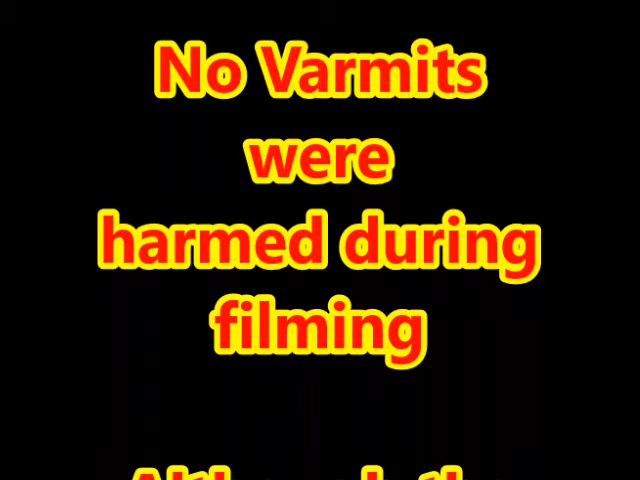 No Varmits
were
harmed during
filming